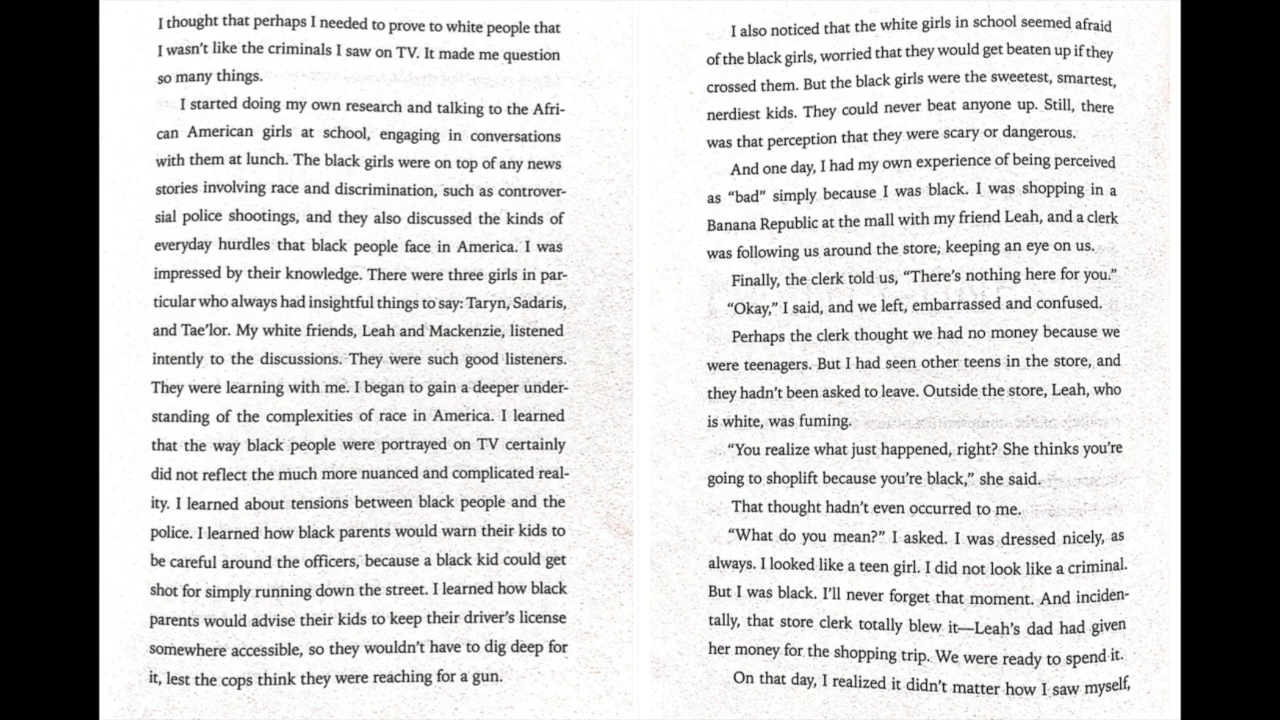 I thought that perhaps I needed to prove to white people that
I wasn't like the criminals I saw on TV. It made me question
so many things.
I started doing my own research and talking to the Afri-
can American girls at school, engaging in conversations
with them at lunch. The black girls were on top of any news
stories involving race and discrimination, such as controver-
sial police shootings, and they also discussed the kinds of
everyday hurdles that black people face in America. I was
impressed by their knowledge. There were three girls in par-
ticular who always had insightful things to say: Taryn, Sadaris,
and Tae'lor. My white friends, Leah and Mackenzie, listened
intently to the discussions. They were such good listeners.
They were learning with me. I began to gain a deeper under-
standing of the complexities of race in America. I learned
that the way black people were portrayed on TV certainly
did not reflect the much more nuanced and complicated real-
ity. I learned about tensions between black people and the
police. I learned how black parents would warn their kids to
be careful around the officers, because a black kid could get
shot for simply running down the street. I learned how black
parents would advise their kids to keep their driver's license
somewhere accessible, so they wouldn't have to dig deep for
it, lest the cops think they were reaching for a gun.
I also noticed that the white girls in school seemed afraid
of the black girls, worried that they would get beaten up if they
crossed them. But the black girls were the sweetest, smartest,
nerdiest kids. They could never beat anyone up. Still, there
was that perception that they were scary or dangerous.
And one day, I had my own experience of being perceived
as "bad" simply because I was black. I was shopping in a
Banana Republic at the mall with my friend Leah, and a clerk
was following us around the store, keeping an eye on us.
Finally, the clerk told us, "There's nothing here for you."
"Okay," I said, and we left, embarrassed and confused.
Perhaps the clerk thought we had no money because we
were teenagers. But I had seen other teens in the store, and
they hadn't been asked to leave. Outside the store, Leah, who
is white, was fuming.
"You realize what just happened, right? She thinks you're
going to shoplift because you're black," she said.
That thought hadn't even occurred to me.
"What do you mean?" I asked. I was dressed nicely, as
always. I looked like a teen girl. I did not look like a criminal.
But I was black. I'll never forget that moment. And inciden-
tally, that store clerk totally blew it—Leah's dad had given
her money for the shopping trip. We were ready to spend it.
On that day, I realized it didn't matter how I saw myself,